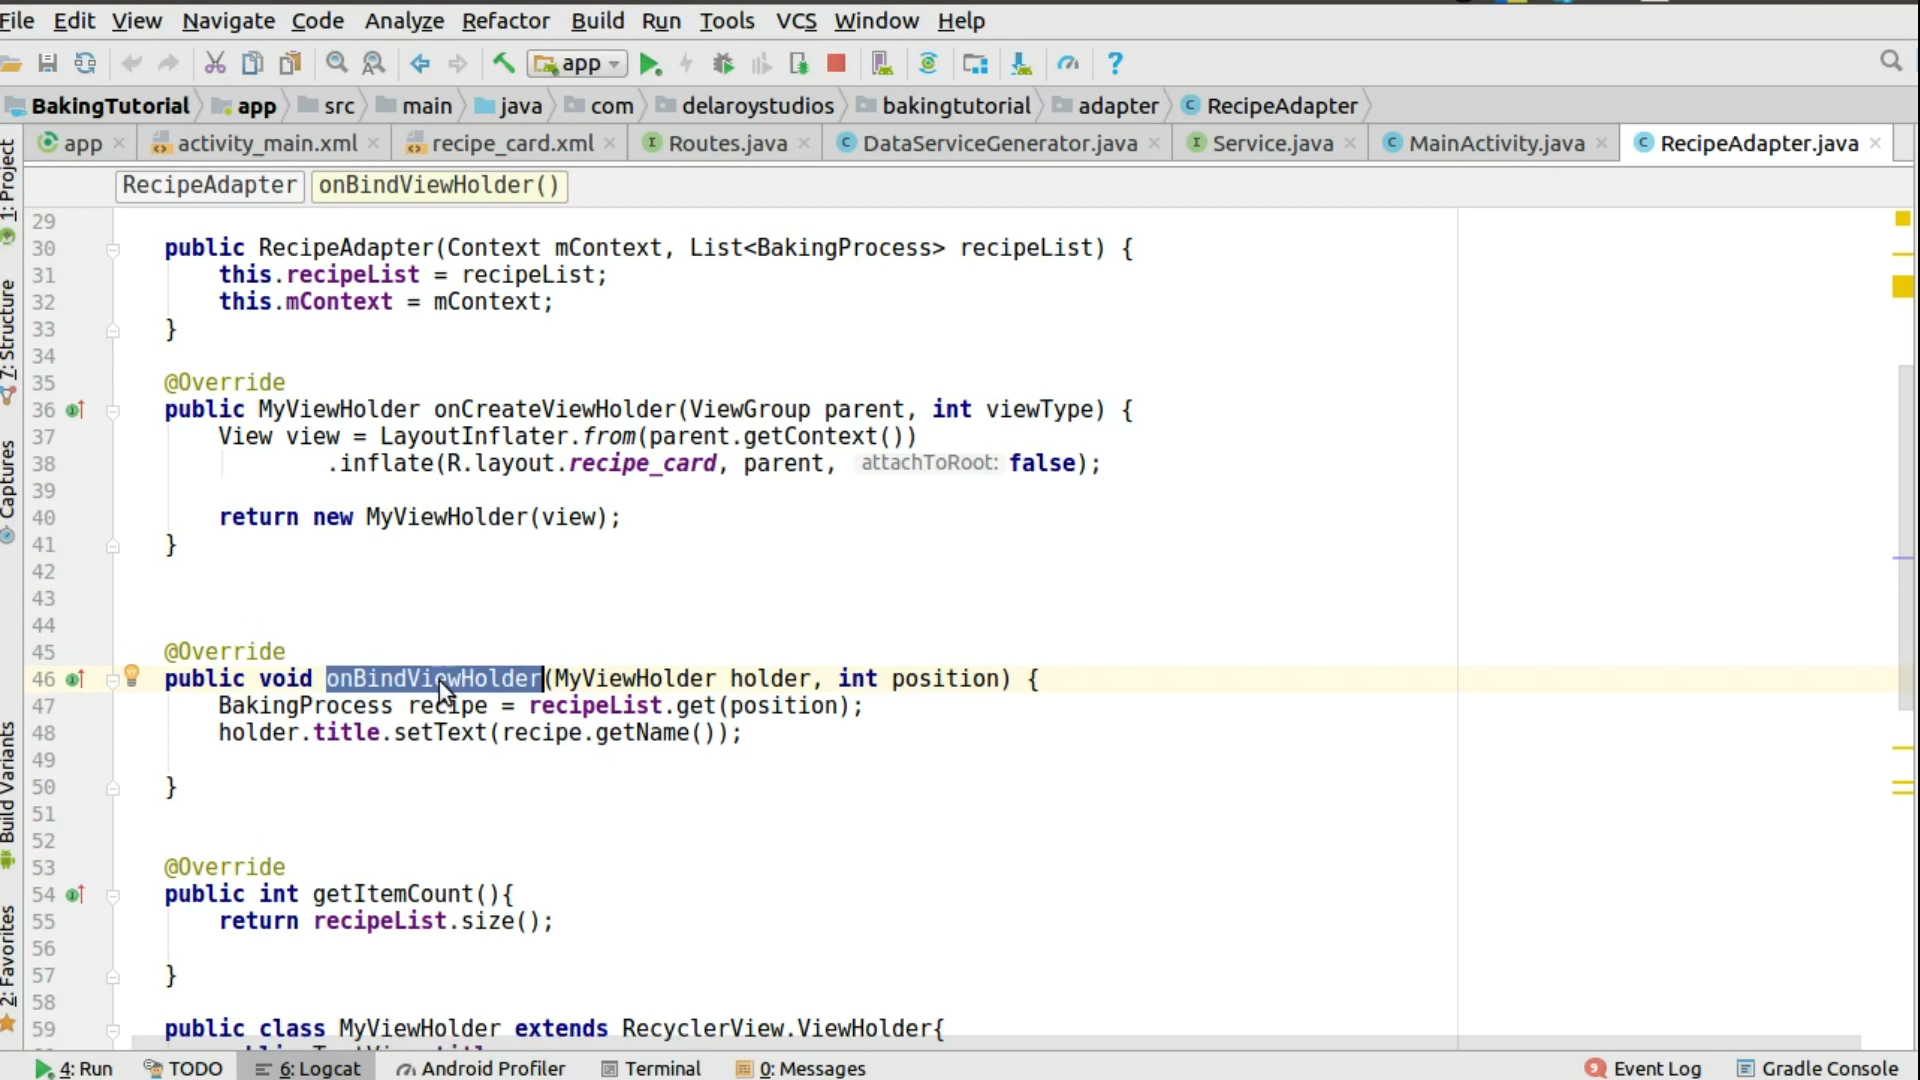 File Edit View Navigate Code Analyze Refactor Build Run Tools VCS Window Help
app
BakingTutorial app src main java com delaroystudios bakingtutorial adapter RecipeAdapter
app activity_main.xml recipe_card.xml Routes.java DataServiceGenerator.java Service.java MainActivity.java RecipeAdapter.java
RecipeAdapter onBindViewHolder()
1: Project
7: Structure
Captures
Build Variants
2: Favorites
29
30 public RecipeAdapter(Context mContext, List<BakingProcess> recipeList) {
31 this.recipeList = recipeList;
32 this.mContext = mContext;
33 }
34
35 @Override
36 public MyViewHolder onCreateViewHolder(ViewGroup parent, int viewType) {
37 View view = LayoutInflater.from(parent.getContext())
38 .inflate(R.layout.recipe_card, parent, attachToRoot: false);
39
40 return new MyViewHolder(view);
41 }
42
43
44
45 @Override
46 public void onBindViewHolder(MyViewHolder holder, int position) {
47 BakingProcess recipe = recipeList.get(position);
48 holder.title.setText(recipe.getName());
49
50 }
51
52
53 @Override
54 public int getItemCount(){
55 return recipeList.size();
56
57 }
58
59 public class MyViewHolder extends RecyclerView.ViewHolder{
4: Run TODO 6: Logcat Android Profiler Terminal 0: Messages 9 Event Log Gradle Console